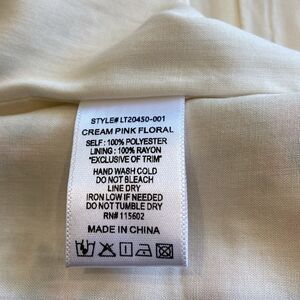 STYLE# LT20450-001
CREAM PINK FLORAL
SELF : 100% POLYESTER
LINING : 100% RAYON
"EXCLUSIVE OF TRIM"
HAND WASH COLD
DO NOT BLEACH
LINE DRY
IRON LOW IF NEEDED
DO NOT TUMBLE DRY
RN# 115602
MADE IN CHINA